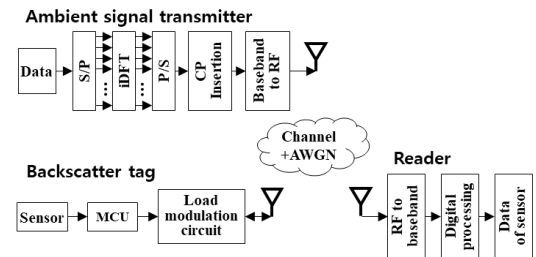 Ambient signal transmitter
Data
S/P
iDFT
P/S
CP
Insertion
Baseband
to RF
...
...
Channel
+AWGN
Backscatter tag
Sensor
MCU
Load
modulation
circuit
Reader
RF to
baseband
Digital
processing
Data
of sensor